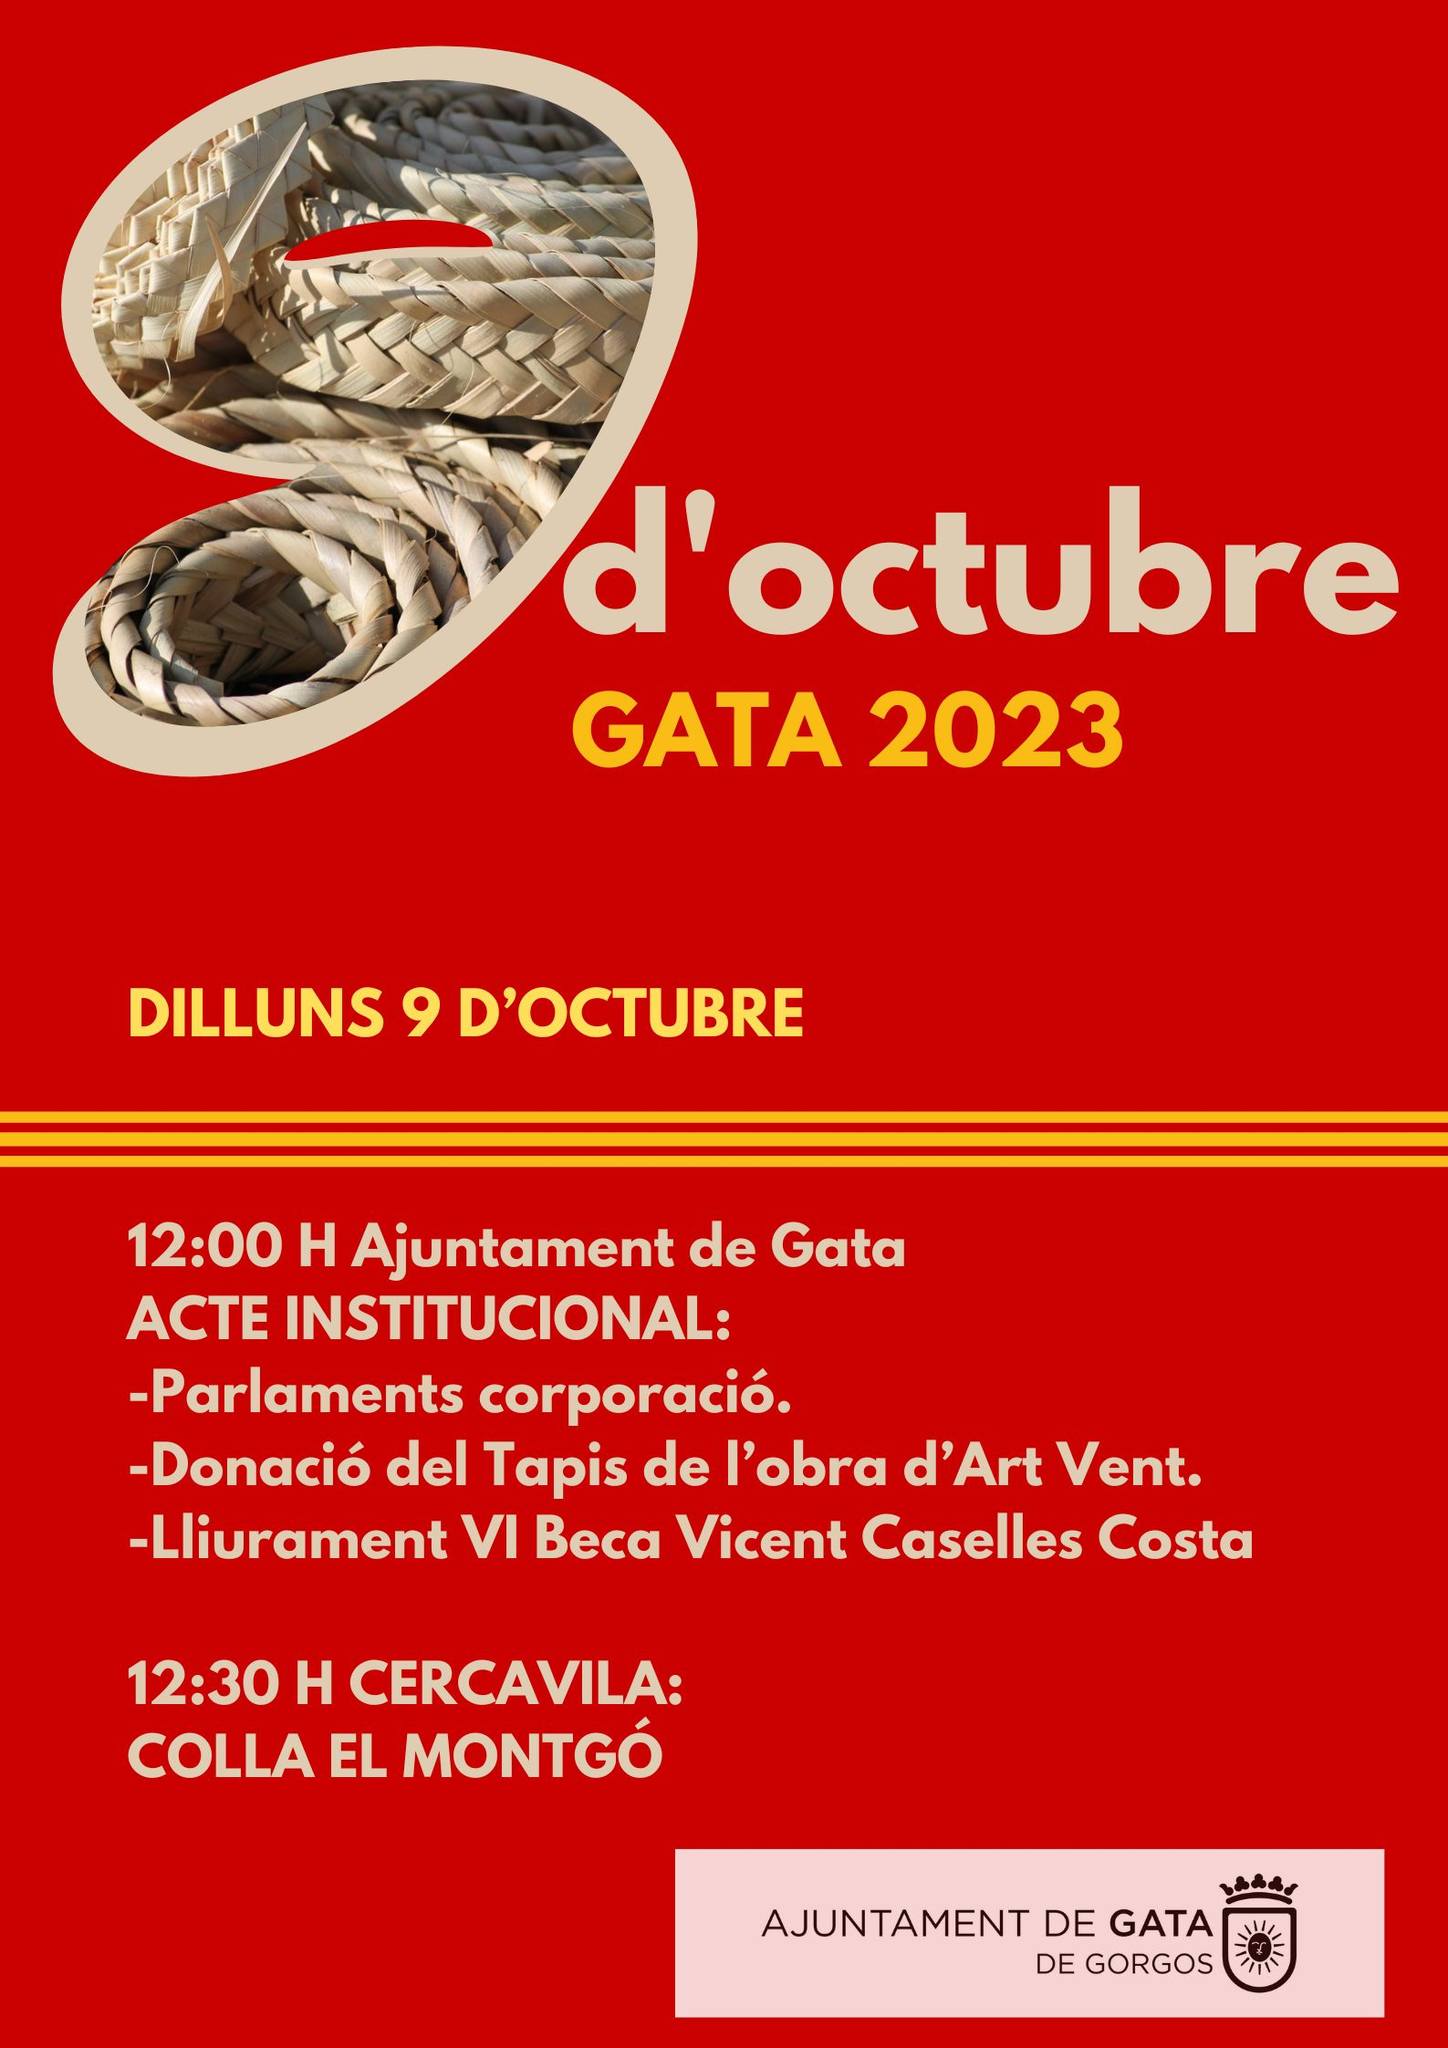 9
d'octubre
GATA 2023
DILLUNS 9 D’OCTUBRE
12:00 H Ajuntament de Gata
ACTE INSTITUCIONAL:
-Parlaments corporació.
-Donació del Tapis de l’obra d’Art Vent.
-Lliurament VI Beca Vicent Caselles Costa
12:30 H CERCAVILA:
COLLA EL MONTGÓ
AJUNTAMENT DE GATA
DE GORGOS